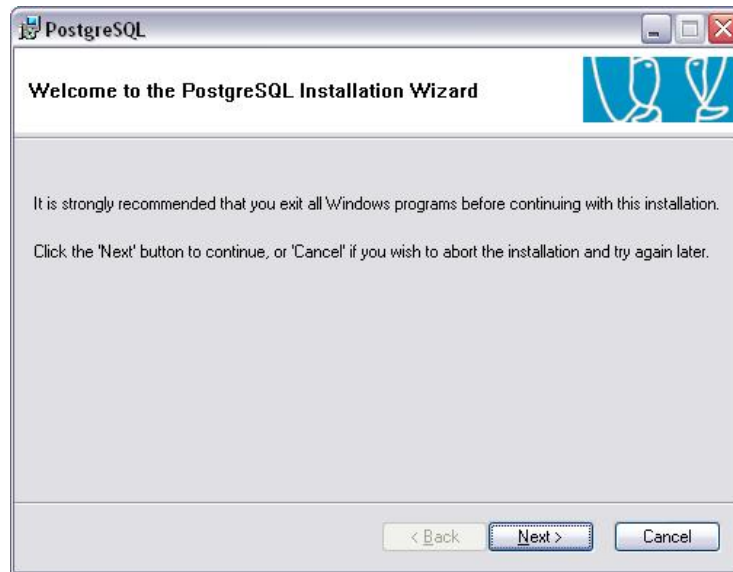 PostgreSQL
Welcome to the PostgreSQL Installation Wizard
It is strongly recommended that you exit all Windows programs before continuing with this installation.
Click the 'Next' button to continue, or 'Cancel' if you wish to abort the installation and try again later.
< Back
Next >
Cancel